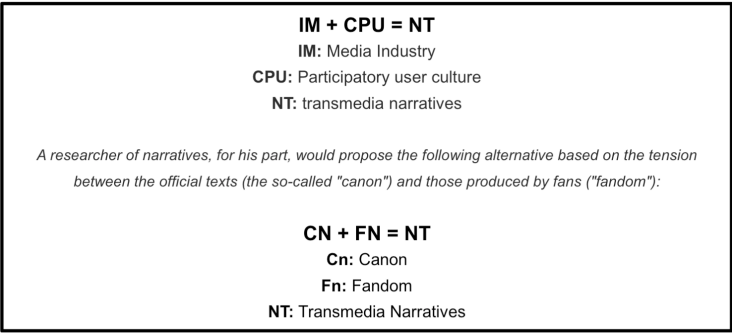 IM + CPU = NT
IM: Media Industry
CPU: Participatory user culture
NT: transmedia narratives
A researcher of narratives, for his part, would propose the following alternative based on the tension
between the official texts (the so-called "canon") and those produced by fans ("fandom"):
CN + FN = NT
Cn: Canon
Fn: Fandom
NT: Transmedia Narratives